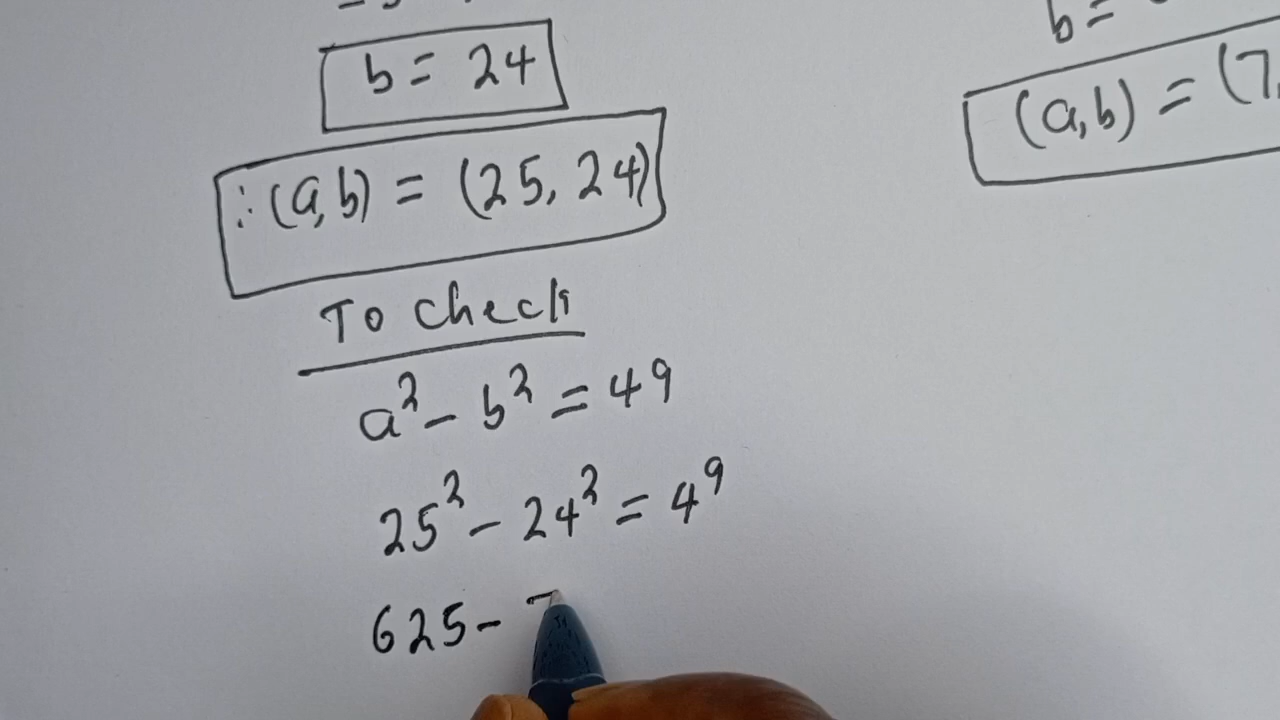 b = 24
∴ (a,b) = (25, 24)
To check
a² - b² = 49
25² - 24² = 49
625 -
b =
(a,b) = (7,